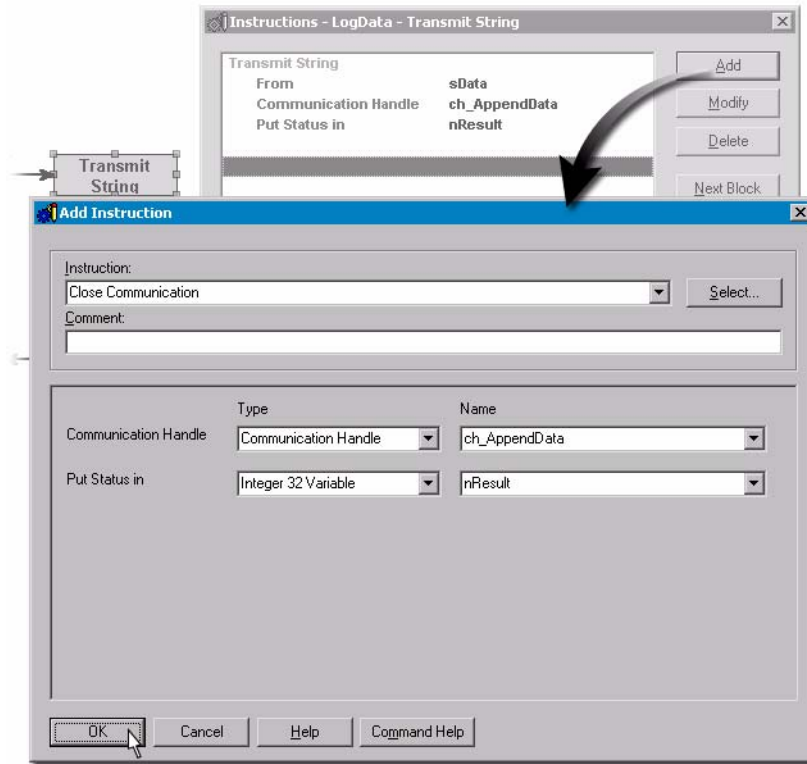 Instructions - LogData - Transmit String
Transmit String
From sData
Communication Handle ch_AppendData
Put Status in nResult
Add
Modify
Delete
Next Block
Transmit
String
Add Instruction
Instruction:
Close Communication
Select...
Comment:
Type Name
Communication Handle Communication Handle ch_AppendData
Put Status in Integer 32 Variable nResult
OK Cancel Help Command Help